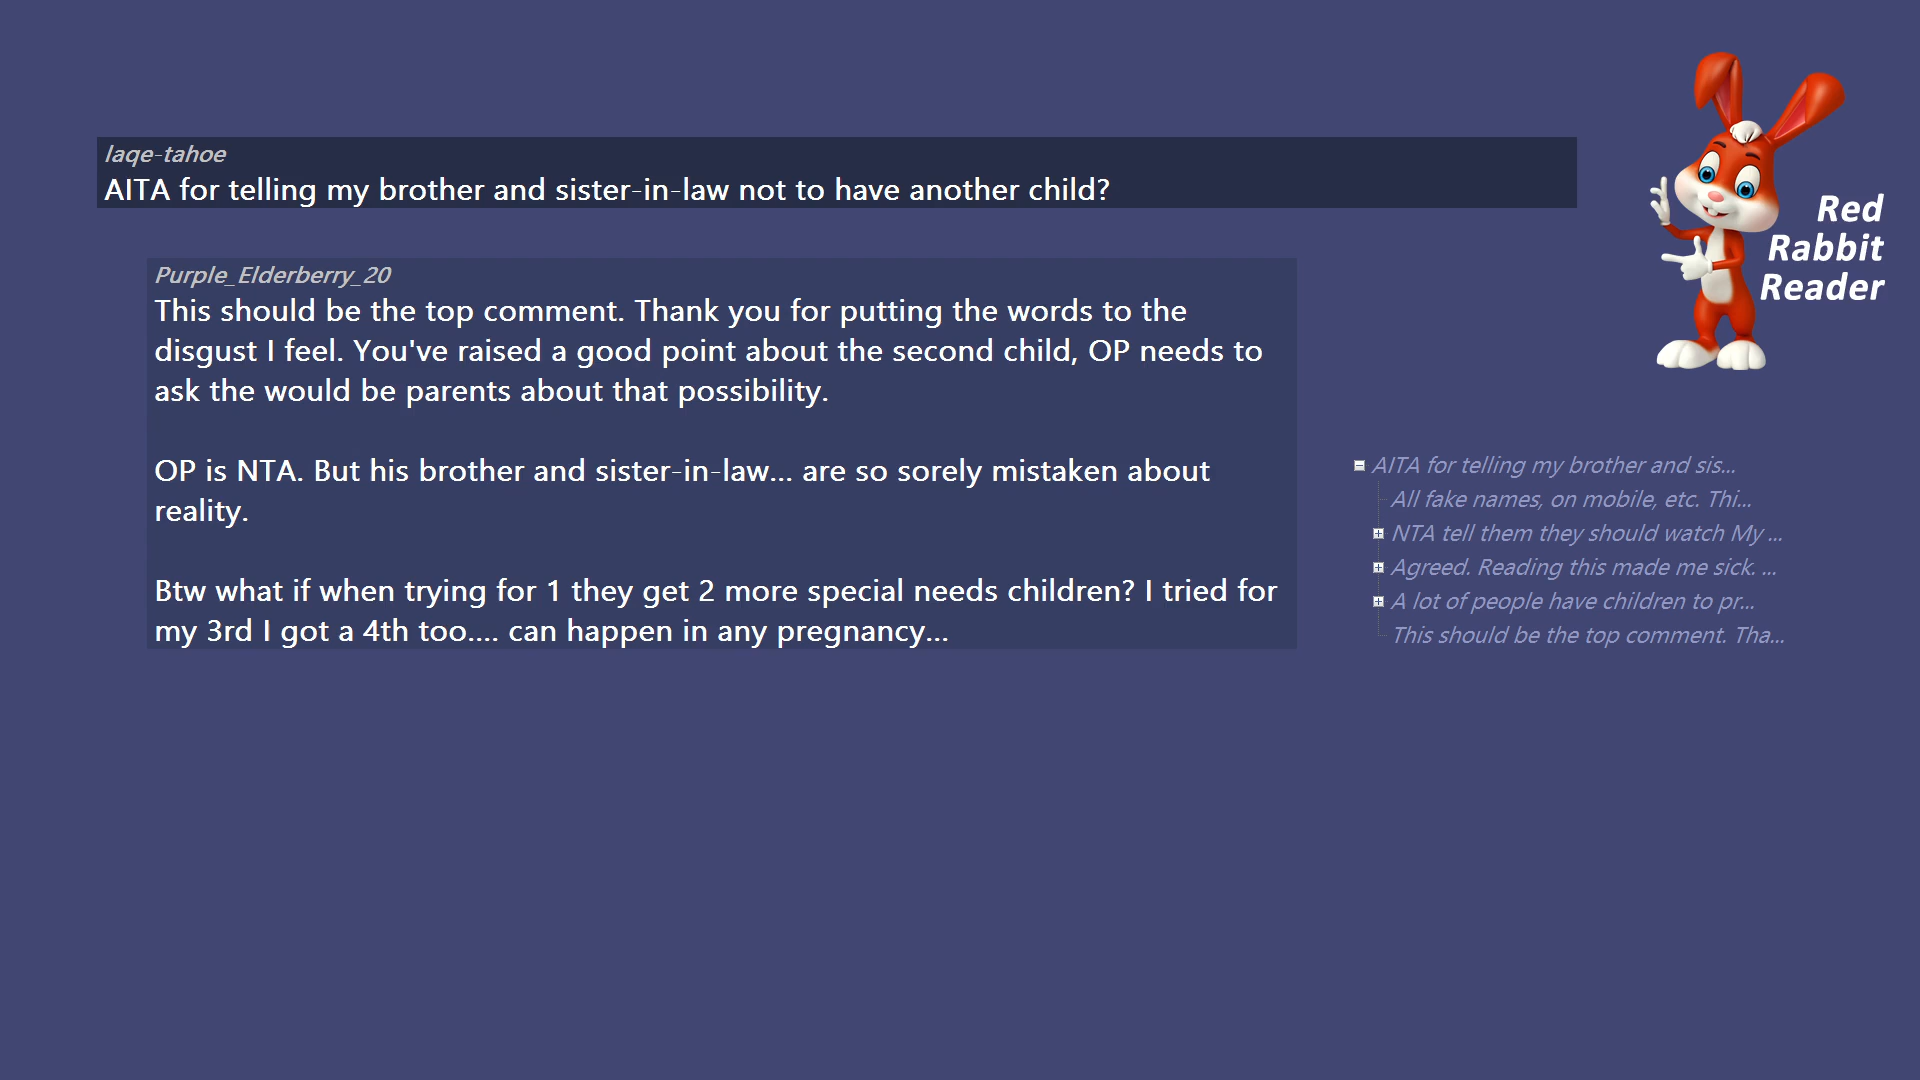 laqe-tahoe
AITA for telling my brother and sister-in-law not to have another child?
Purple_Elderberry_20
This should be the top comment. Thank you for putting the words to the
disgust I feel. You've raised a good point about the second child, OP needs to
ask the would be parents about that possibility.
OP is NTA. But his brother and sister-in-law... are so sorely mistaken about
reality.
Btw what if when trying for 1 they get 2 more special needs children? I tried for
my 3rd I got a 4th too.... can happen in any pregnancy...
Red
Rabbit
Reader
AITA for telling my brother and sis...
All fake names, on mobile, etc. Thi...
NTA tell them they should watch My ...
Agreed. Reading this made me sick. ...
A lot of people have children to pr...
This should be the top comment. Tha...